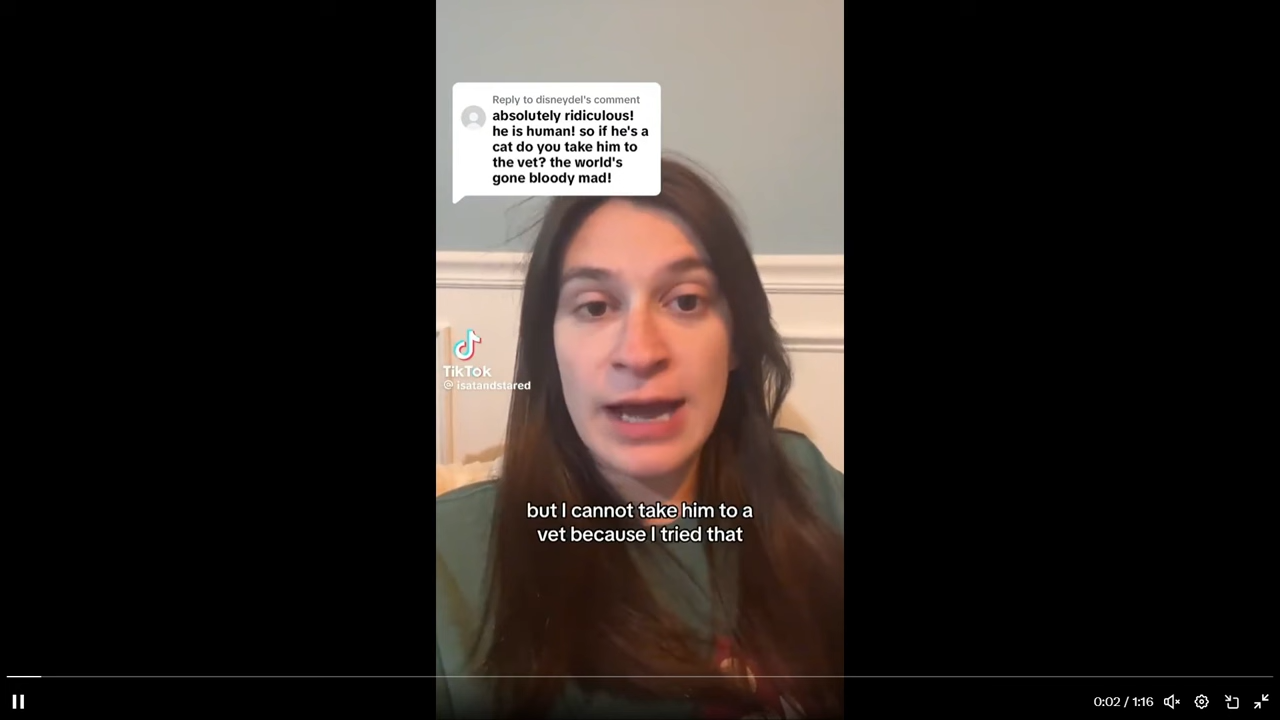 Reply to disneydel's comment
absolutely ridiculous!
he is human! so if he's a
cat do you take him to
the vet? the world's
gone bloody mad!
TikTok
@isatandstared
but I cannot take him to a
vet because I tried that
0:02 / 1:16